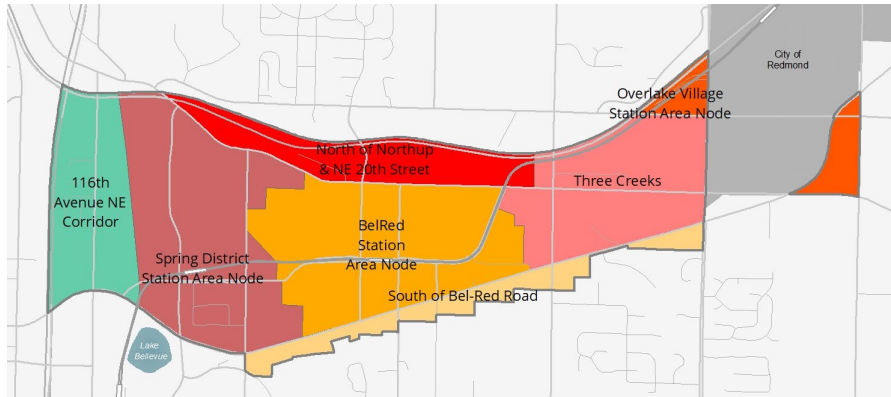 City of
Redmond
Overlake Village
Station Area Node
North of Northup
& NE 20th Street
Three Creeks
116th
Avenue NE
Corridor
BelRed
Station
Area Node
Spring District
Station Area Node
South of Bel-Red Road
Lake
Bellevue